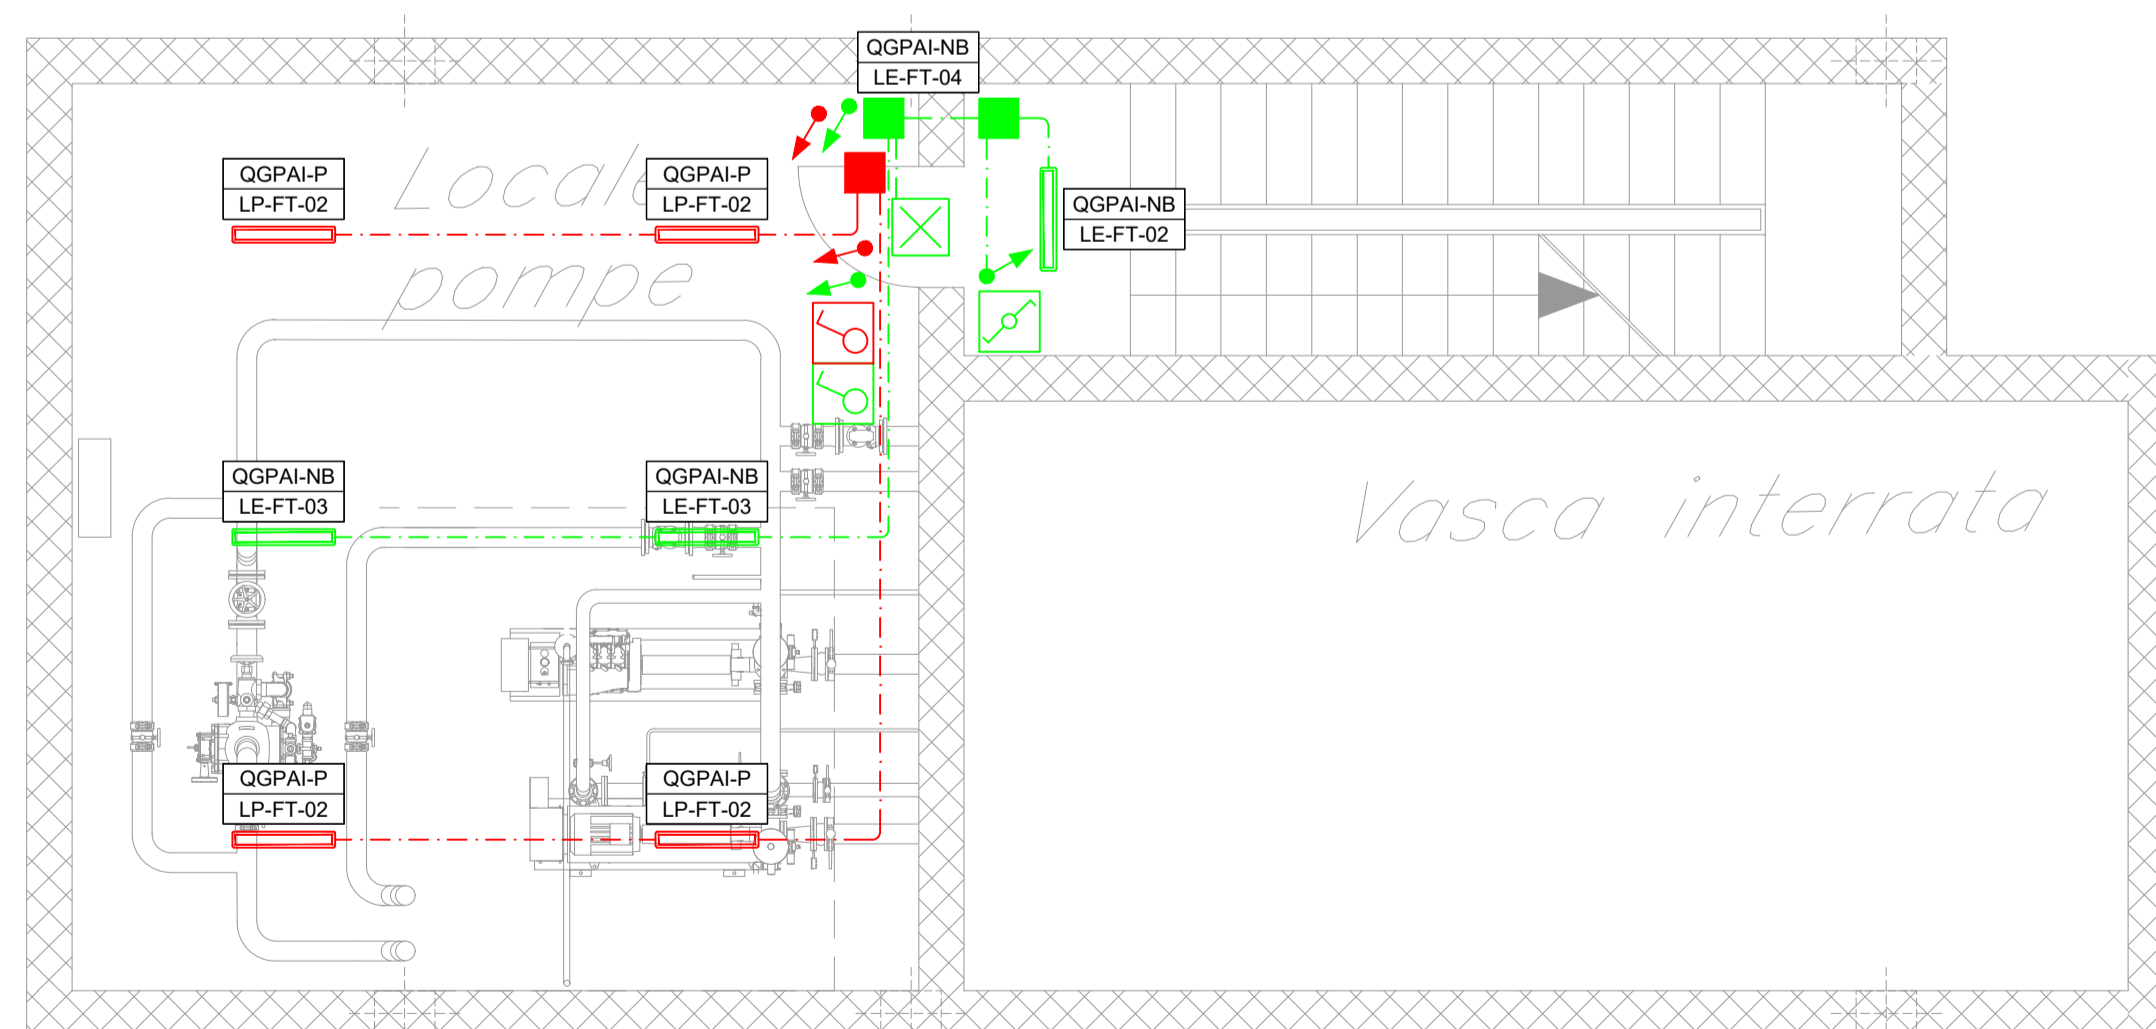 QGPAI-NB
LE-FT-04
QGPAI-P
LP-FT-02
QGPAI-P
LP-FT-02
Locale
pompe
QGPAI-NB
LE-FT-02
QGPAI-NB
LE-FT-03
QGPAI-NB
LE-FT-03
Vasca interrata
QGPAI-P
LP-FT-02
QGPAI-P
LP-FT-02